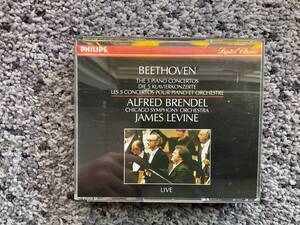 PHILIPS
Digital Classics
BEETHOVEN
THE 5 PIANO CONCERTOS
DIE 5 KLAVIERKONZERTE
LES 5 CONCERTOS POUR PIANO ET ORCHESTRE
ALFRED BRENDEL
CHICAGO SYMPHONY ORCHESTRA
JAMES LEVINE
LIVE